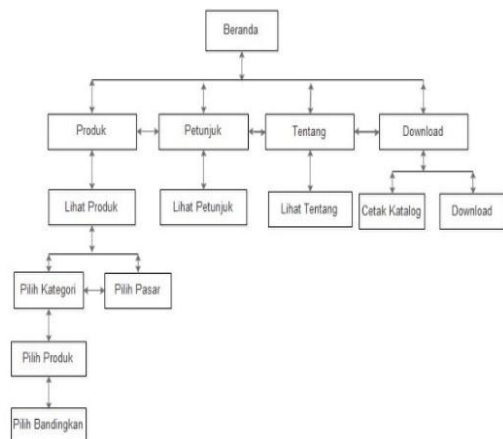 Beranda
Produk
Petunjuk
Tentang
Download
Lihat Produk
Lihat Petunjuk
Lihat Tentang
Cetak Katalog
Download
Pilih Kategori
Pilih Pasar
Pilih Produk
Pilih Bandingkan